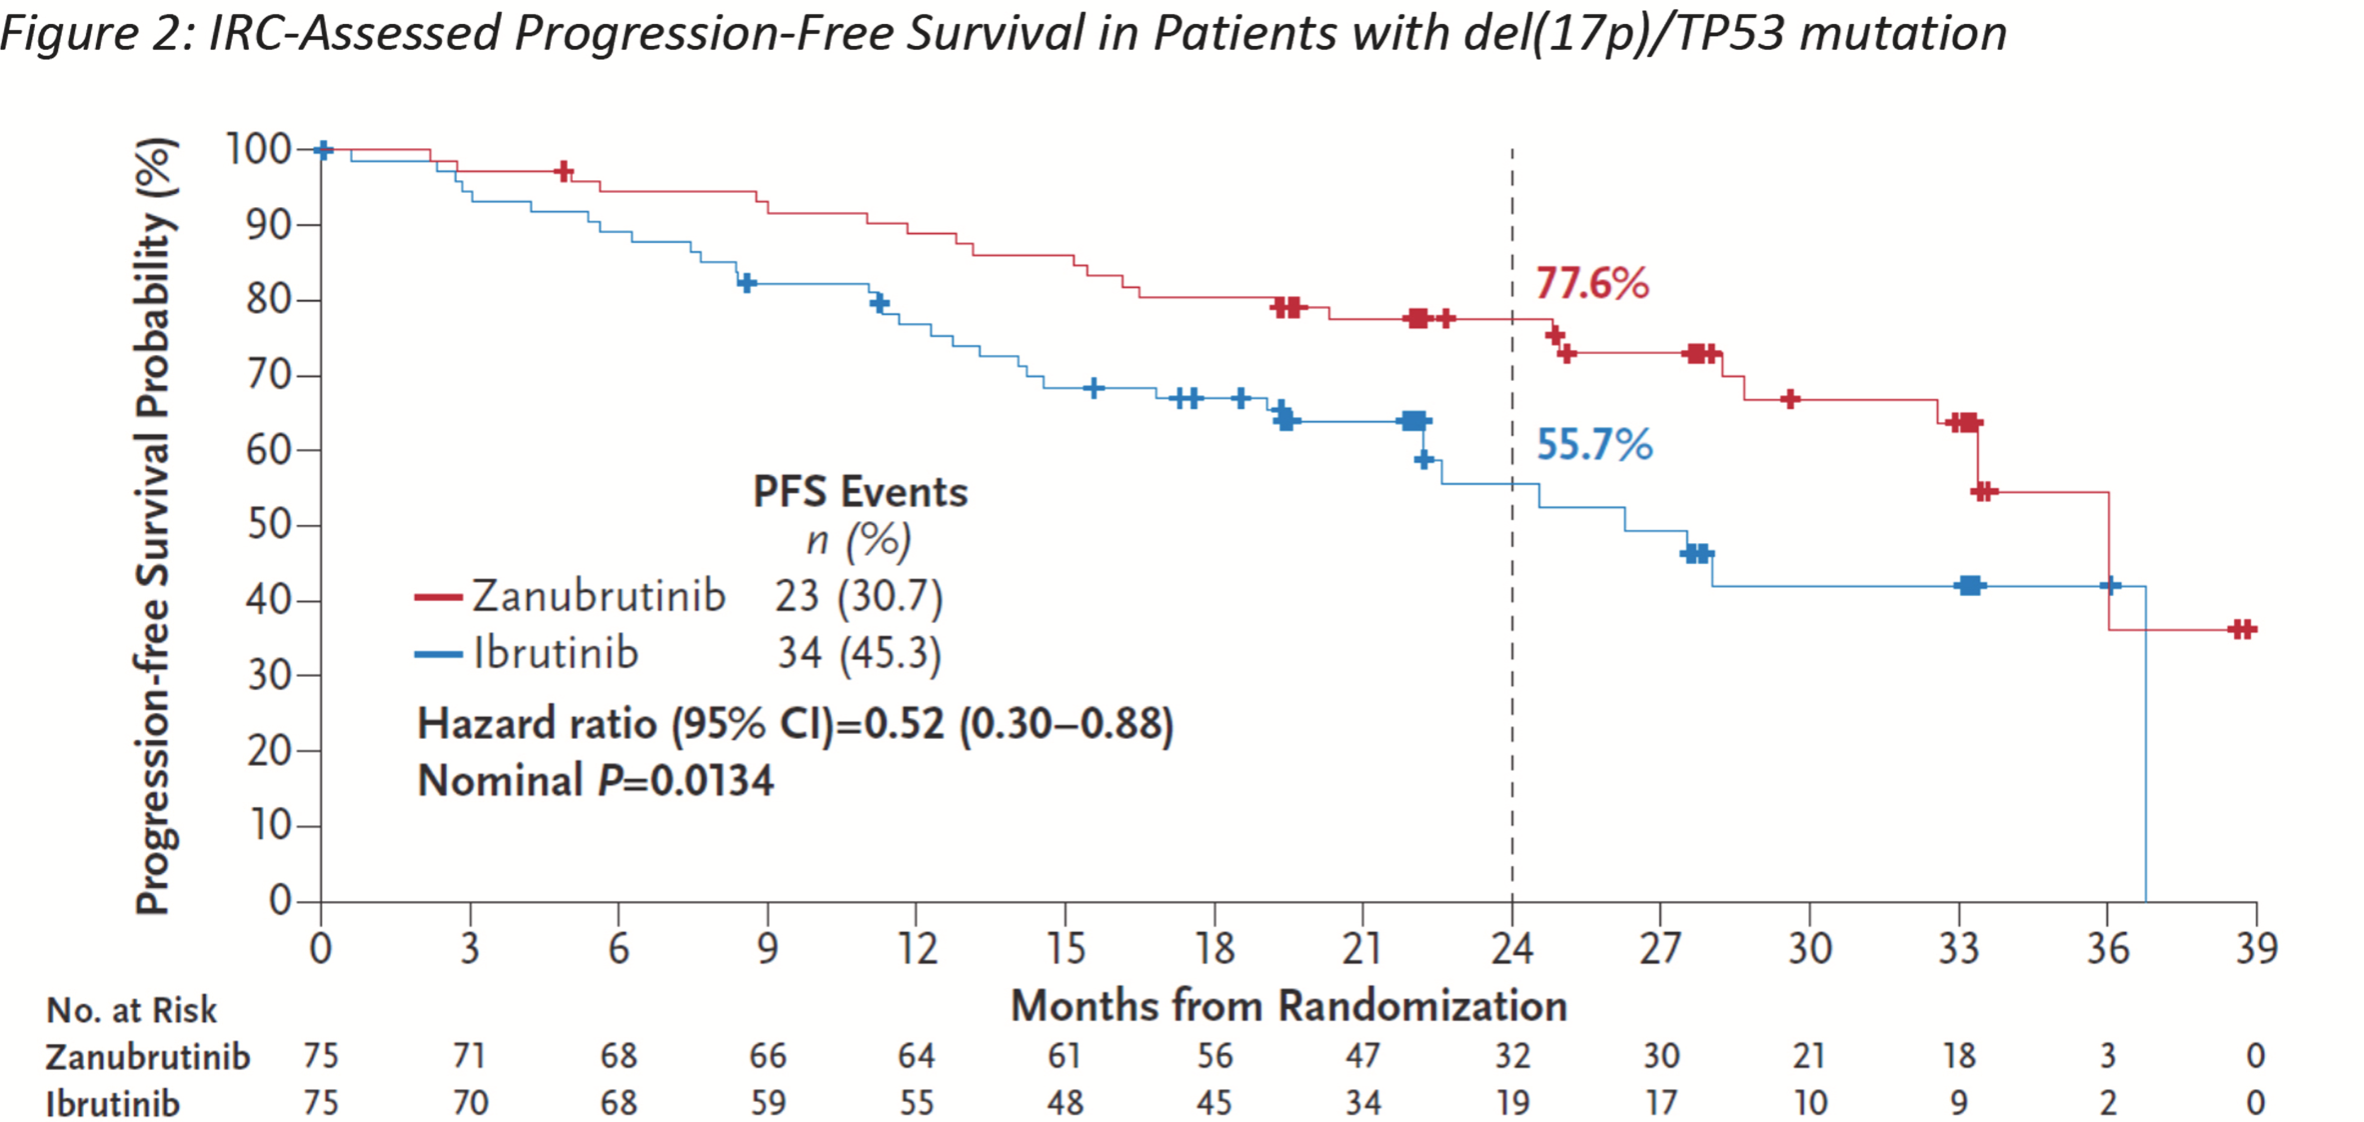 Figure 2: IRC-Assessed Progression-Free Survival in Patients with del(17p)/TP53 mutation
Progression-free Survival Probability (%)
100
90
80
70
60
50
40
30
20
10
0
77.6%
55.7%
PFS Events
n (%)
Zanubrutinib 23 (30.7)
Ibrutinib 34 (45.3)
Hazard ratio (95% CI)=0.52 (0.30–0.88)
Nominal P=0.0134
0 3 6 9 12 15 18 21 24 27 30 33 36 39
Months from Randomization
No. at Risk
Zanubrutinib 75 71 68 66 64 61 56 47 32 30 21 18 3 0
Ibrutinib 75 70 68 59 55 48 45 34 19 17 10 9 2 0